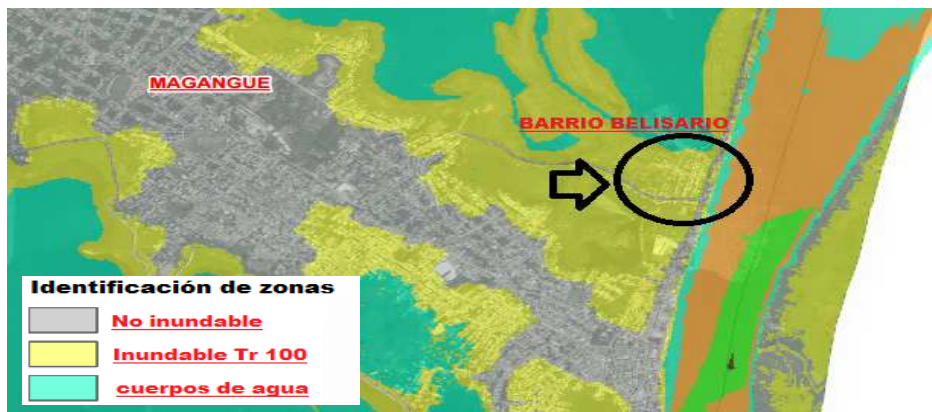 MAGANGUE
BARRIO BELISARIO
Identificación de zonas
No inundable
Inundable Tr 100
cuerpos de agua